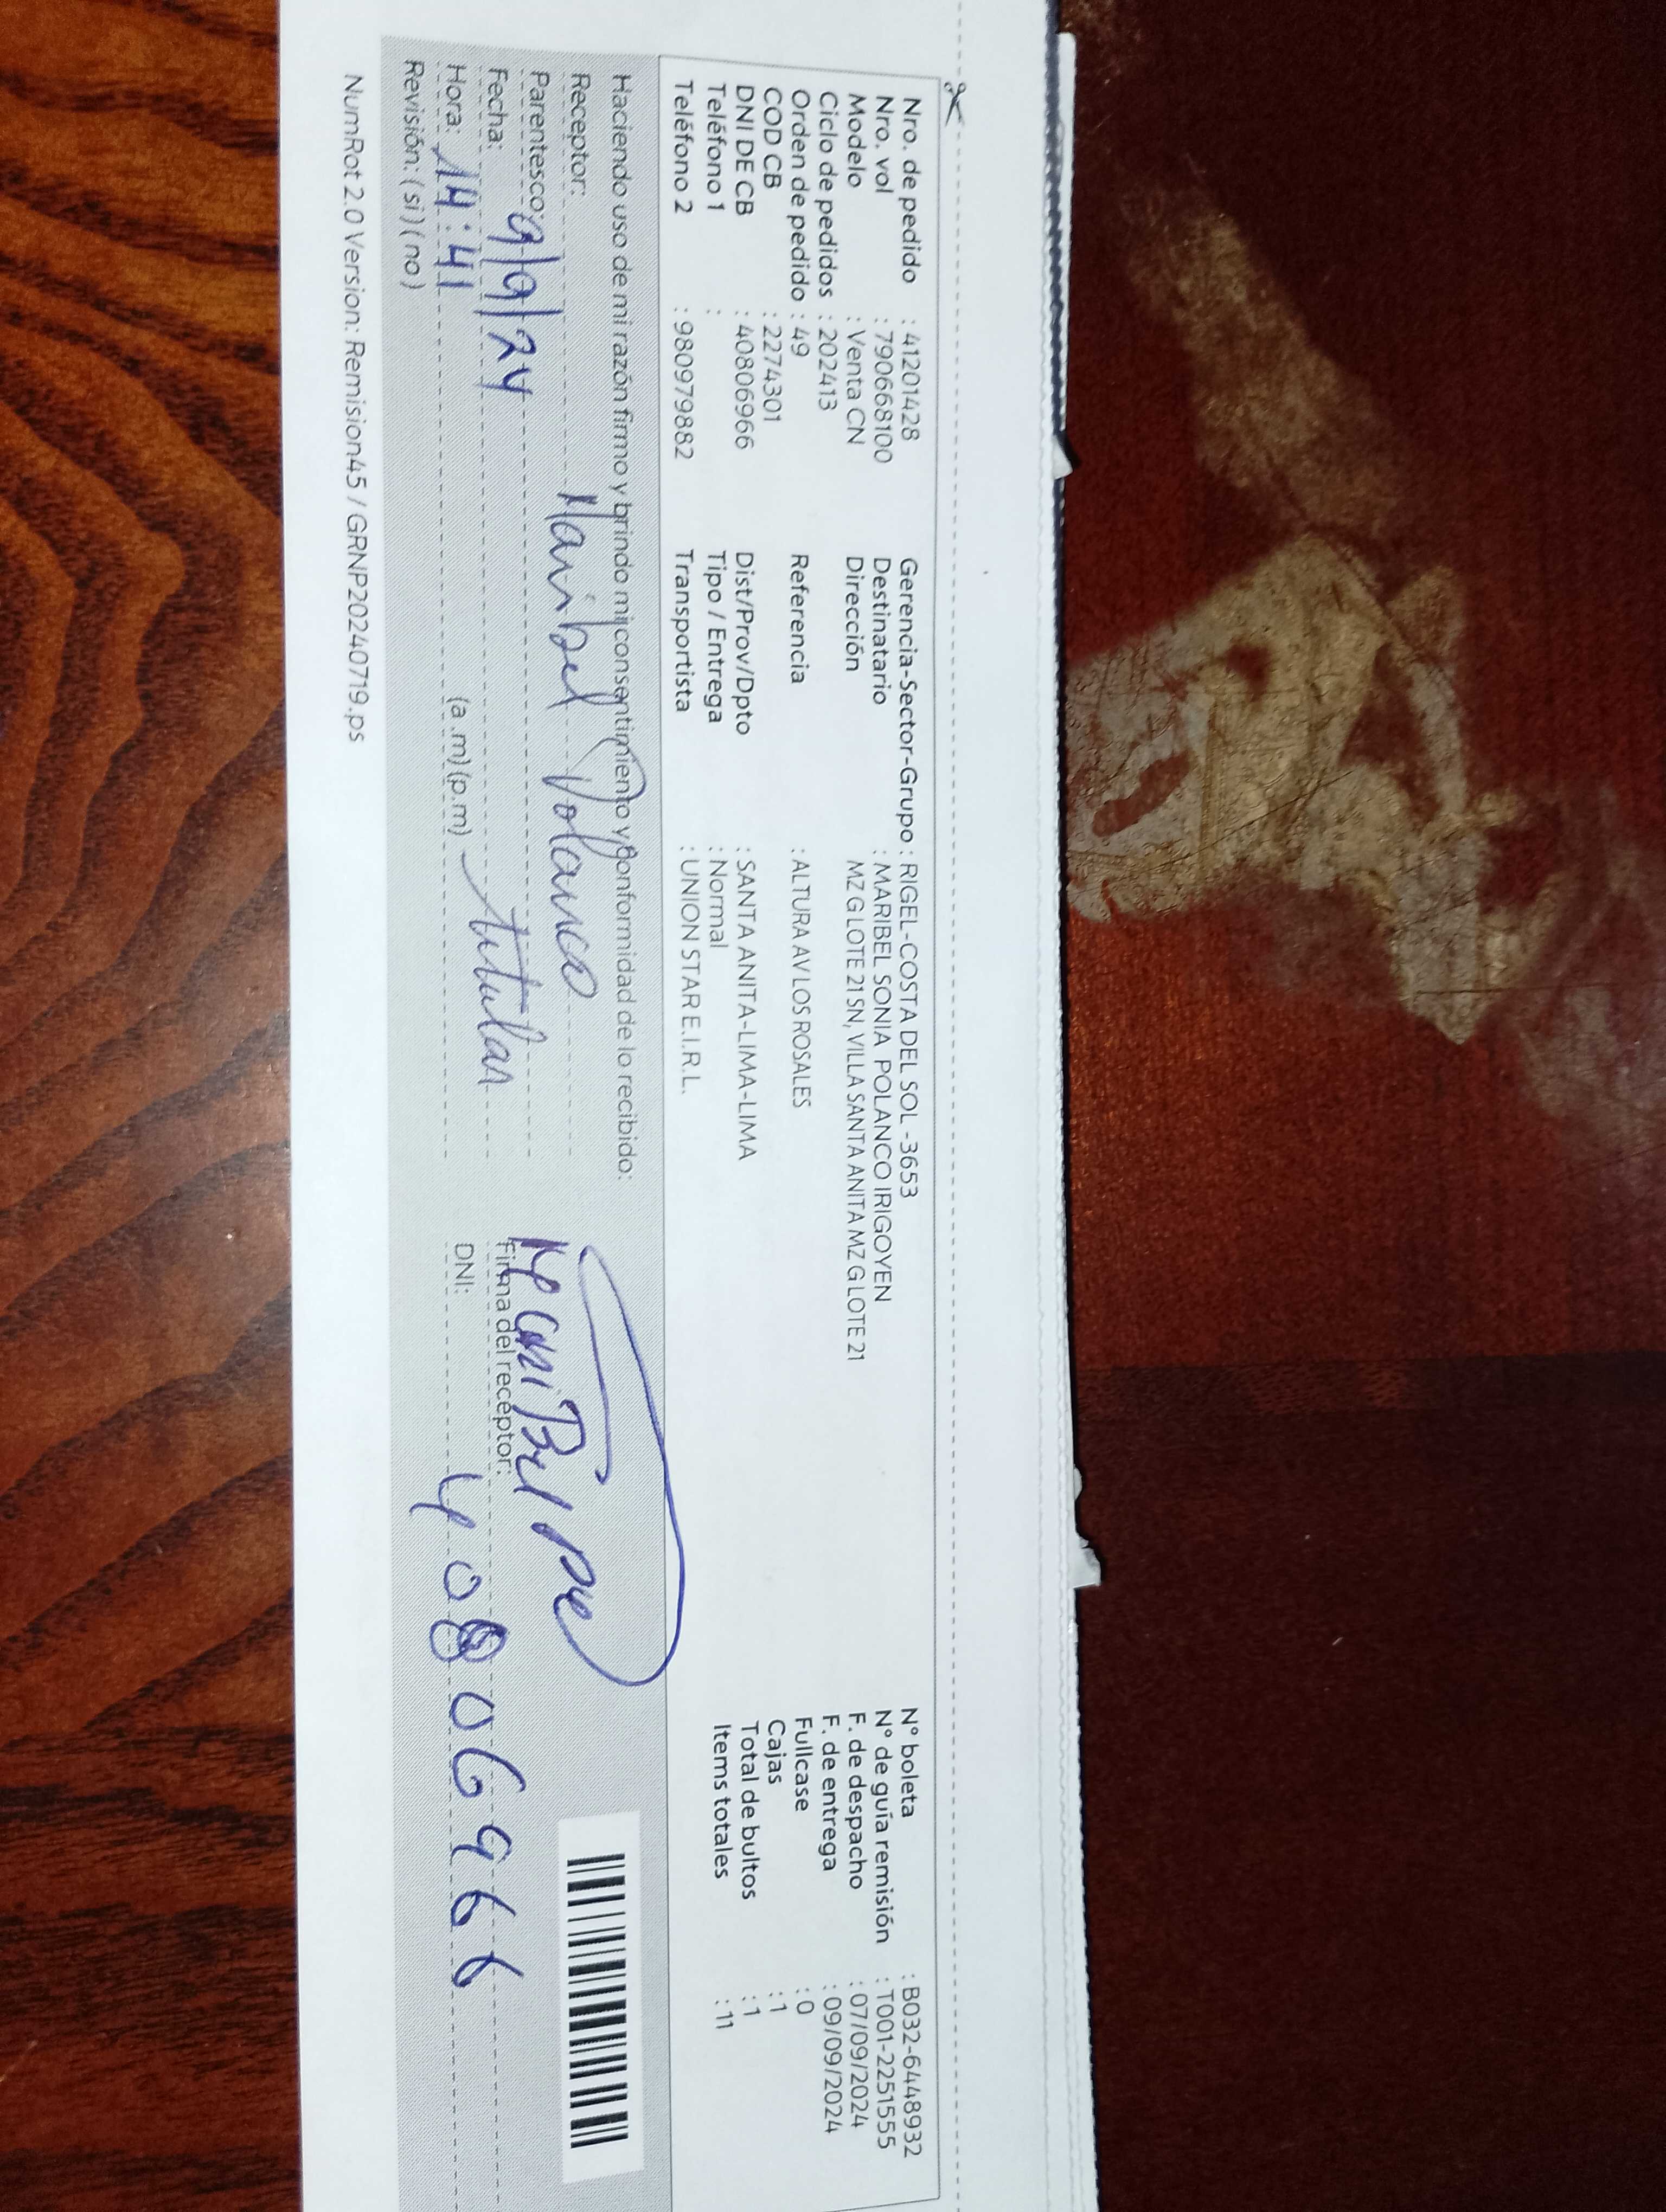 Nro. de pedido : 41201428
Nro. vol : 790668100
Modelo : Venta CN
Ciclo de pedidos : 202413
Orden de pedido : 49
COD CB : 2274301
DNI DE CB : 40806966
Teléfono 1 :
Teléfono 2 : 980979882
Gerencia-Sector-Grupo : RIGEL-COSTA DEL SOL -3653
Destinatario : MARIBEL SONIA POLANCO IRIGOYEN
Dirección MZ G LOTE 21 SN, VILLA SANTA ANITA MZ G LOTE 21
Referencia : ALTURA AV LOS ROSALES
Dist/Prov/Dpto : SANTA ANITA-LIMA-LIMA
Tipo / Entrega : Normal
Transportista : UNION STAR E.I.R.L.
N° boleta : B032-6448932
N° de guía remisión : T001-2251555
F. de despacho : 07/09/2024
F. de entrega : 09/09/2024
Fullcase : 0
Cajas : 1
Total de bultos : 1
Items totales : 11
Haciendo uso de mi razón firmo y brindo mi consentimiento y conformidad de lo recibido:
Receptor: Maribel Polanco
Parentesco: titular
Fecha: 9/9/24
Hora: 14:41 (a.m)(p.m)
Revisión: (si) (no)
Maribel
Firma del receptor:
DNI: 40806966
NumRot 2.0 Version: Remision45 / GRNP20240719.ps